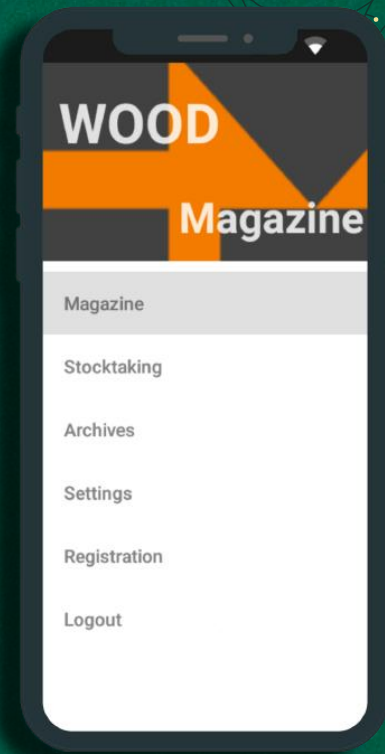 WOOD
Magazine
Magazine
Stocktaking
Archives
Settings
Registration
Logout